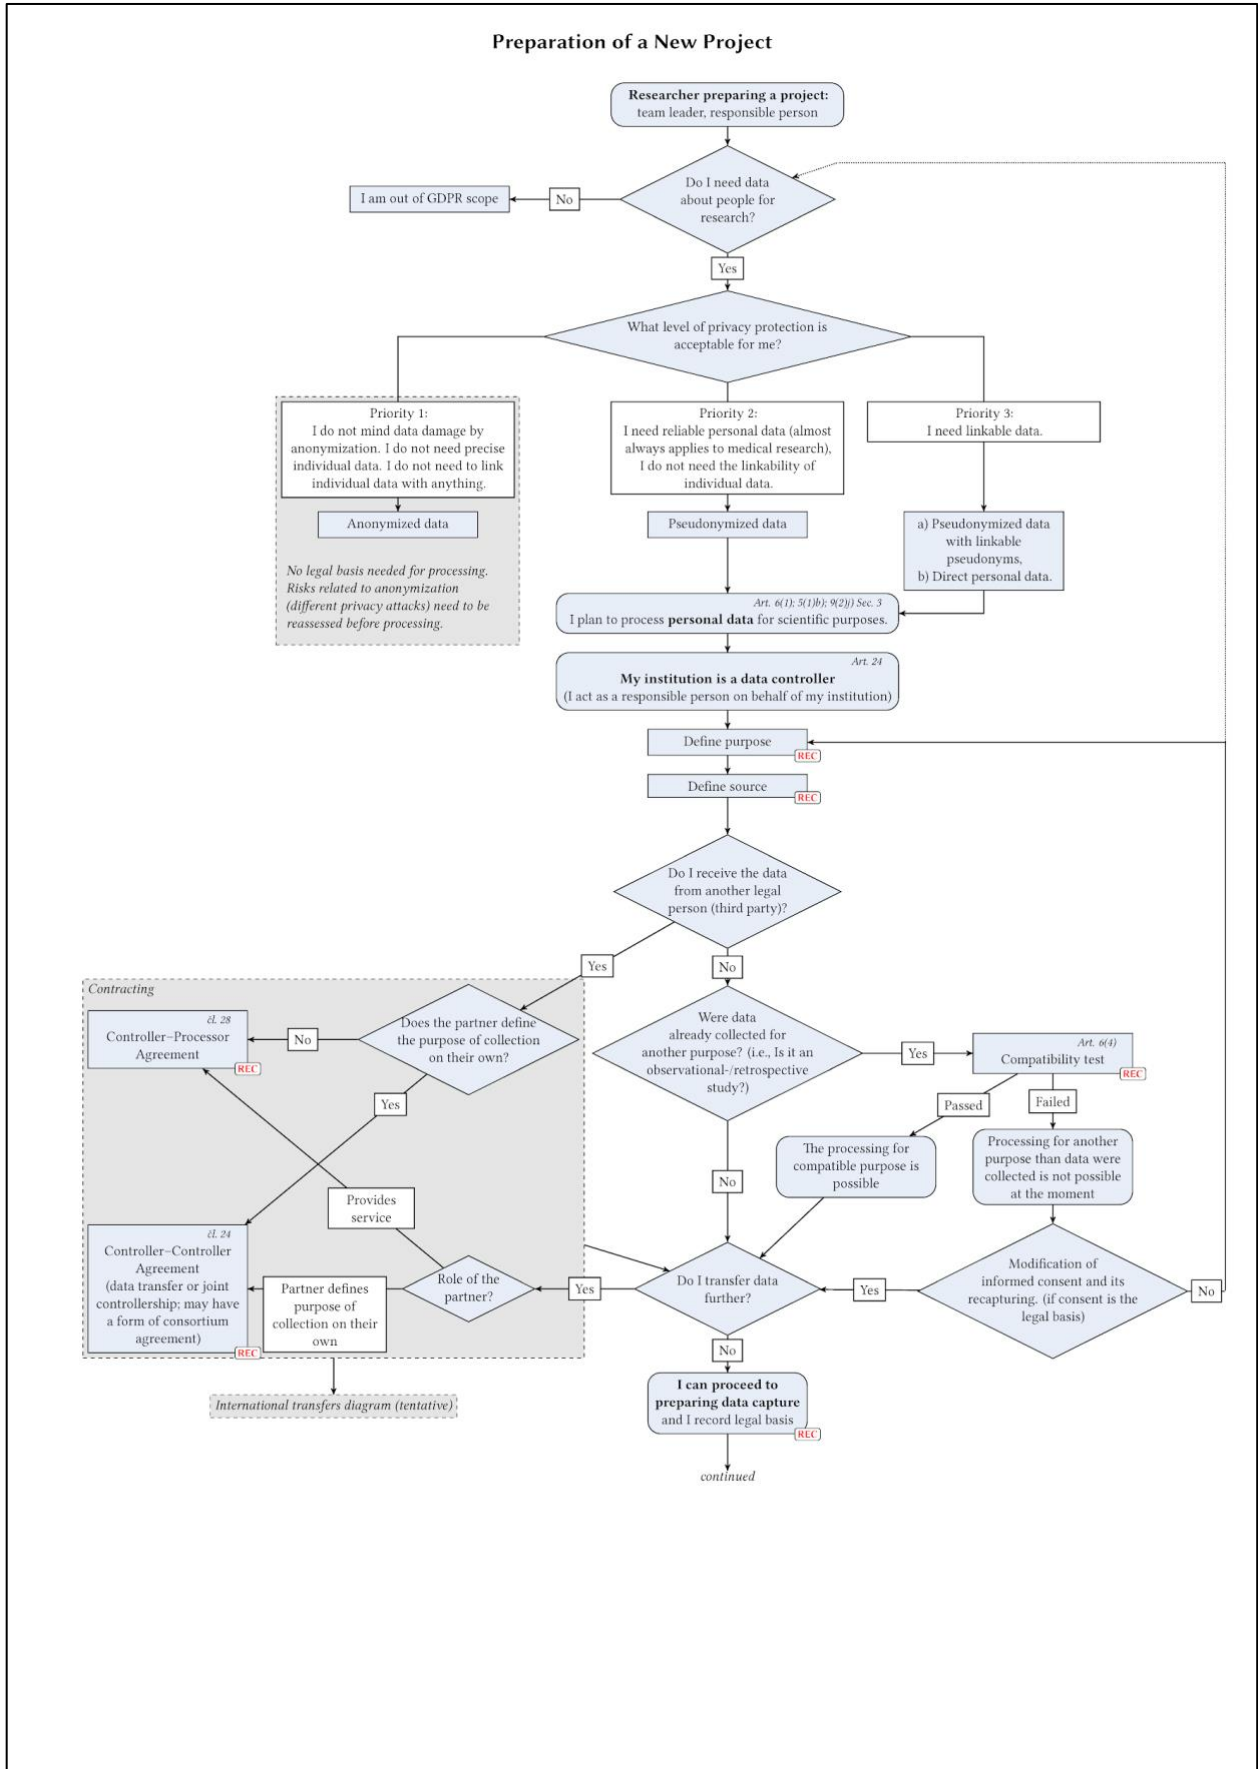 Preparation of a New Project
Researcher preparing a project:
team leader, responsible person
Do I need data
about people for
research?
No
I am out of GDPR scope
Yes
What level of privacy protection is
acceptable for me?
Priority 1:
I do not mind data damage by
anonymization. I do not need precise
individual data. I do not need to link
individual data with anything.
Priority 2:
I need reliable personal data (almost
always applies to medical research),
I do not need the linkability of
individual data.
Priority 3:
I need linkable data.
Anonymized data
Pseudonymized data
a) Pseudonymized data
with linkable
pseudonyms,
b) Direct personal data.
No legal basis needed for processing.
Risks related to anonymization
(different privacy attacks) need to be
reassessed before processing.
Art. 6(1); 5(1)b); 9(2)j) Sec. 3
I plan to process personal data for scientific purposes.
Art. 24
My institution is a data controller
(I act as a responsible person on behalf of my institution)
Define purpose
REC
Define source
REC
Do I receive the data
from another legal
person (third party)?
Yes
No
Contracting
čl. 28
Controller–Processor
Agreement
REC
No
Does the partner define
the purpose of collection
on their own?
Yes
Were data
already collected for
another purpose? (i.e., Is it an
observational-/retrospective
study?)
Yes
Art. 6(4)
Compatibility test
REC
Passed
Failed
The processing for
compatible purpose is
possible
Processing for another
purpose than data were
collected is not possible
at the moment
No
Provides
service
čl. 24
Controller–Controller
Agreement
(data transfer or joint
controllership; may have
a form of consortium
agreement)
REC
Partner defines
purpose of
collection on their
own
Role of the
partner?
Yes
Do I transfer data
further?
Yes
Modification of
informed consent and its
recapturing. (if consent is the
legal basis)
No
No
International transfers diagram (tentative)
I can proceed to
preparing data capture
and I record legal basis
REC
continued